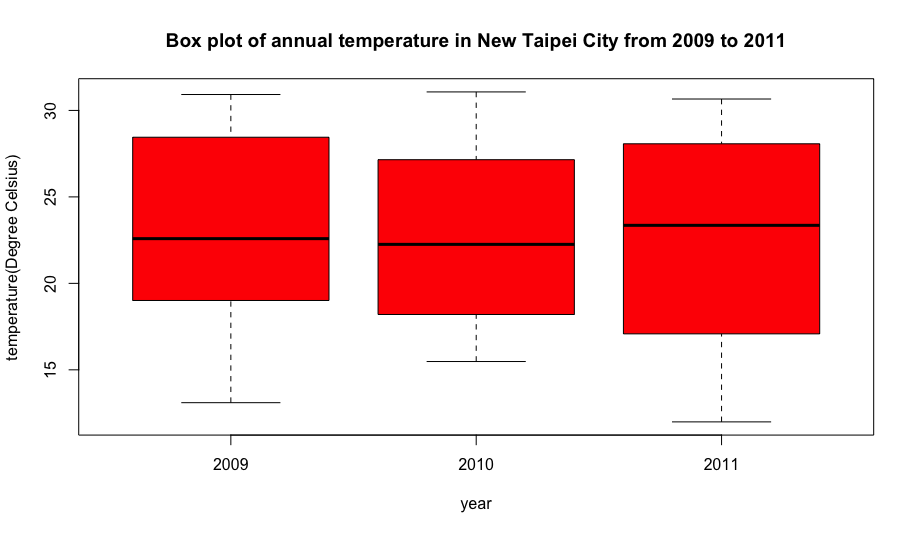 Box plot of annual temperature in New Taipei City from 2009 to 2011
temperature(Degree Celsius)
30
25
20
15
2009 2010 2011
year